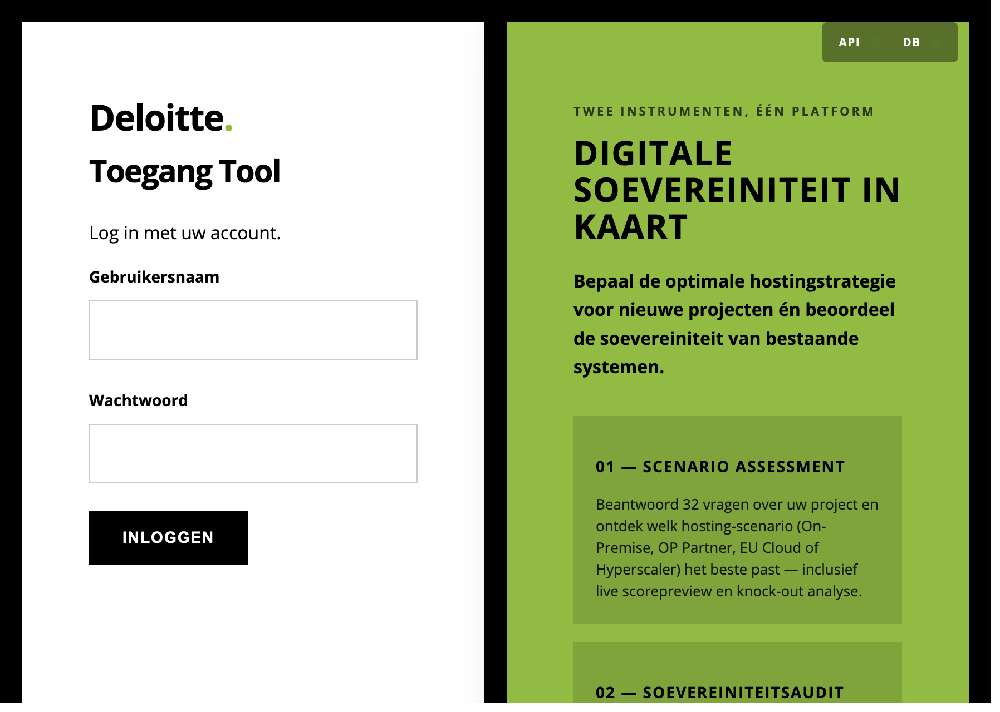 Deloitte.
Toegang Tool
Log in met uw account.
Gebruikersnaam
Wachtwoord
INLOGGEN
API DB
TWEE INSTRUMENTEN, ÉÉN PLATFORM
DIGITALE
SOEVEREINITEIT IN
KAART
Bepaal de optimale hostingstrategie
voor nieuwe projecten én beoordeel
de soevereiniteit van bestaande
systemen.
01 — SCENARIO ASSESSMENT
Beantwoord 32 vragen over uw project en
ontdek welk hosting-scenario (On-
Premise, OP Partner, EU Cloud of
Hyperscaler) het beste past — inclusief
live scorepreview en knock-out analyse.
02 — SOEVEREINITEITSAUDIT